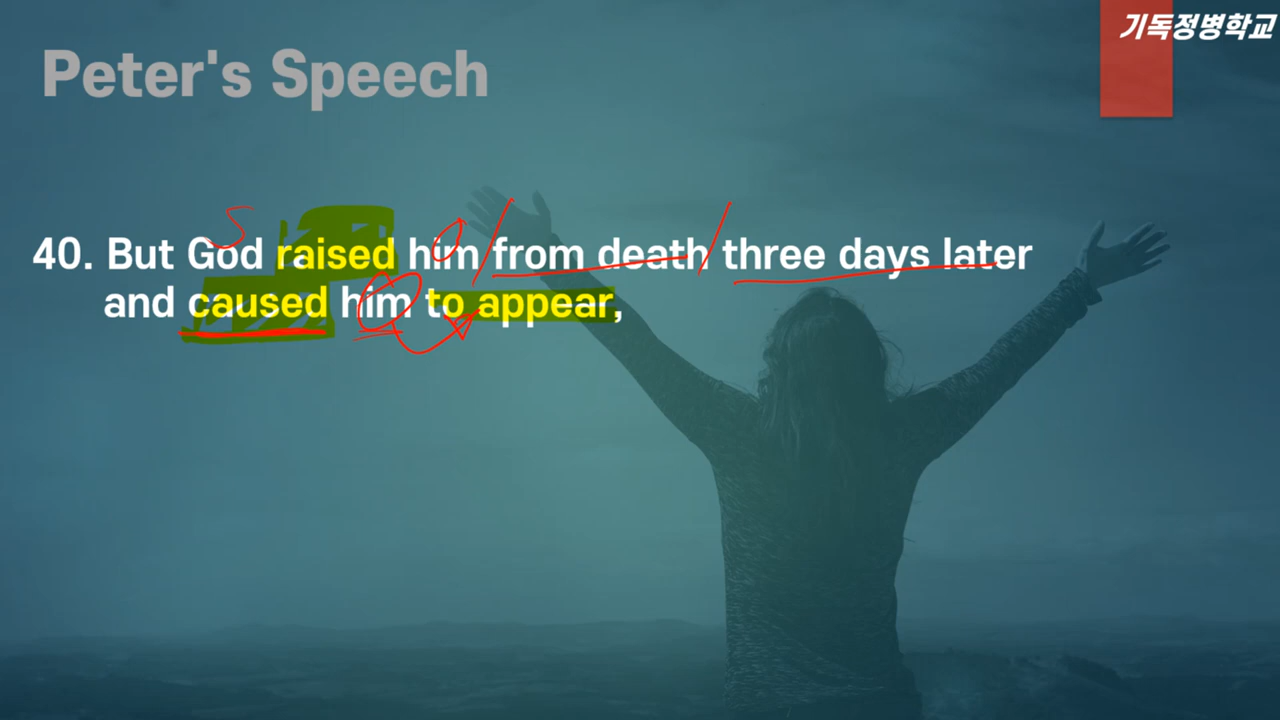 기독정병학교
Peter's Speech
40. But God raised him from death three days later
and caused him to appear,